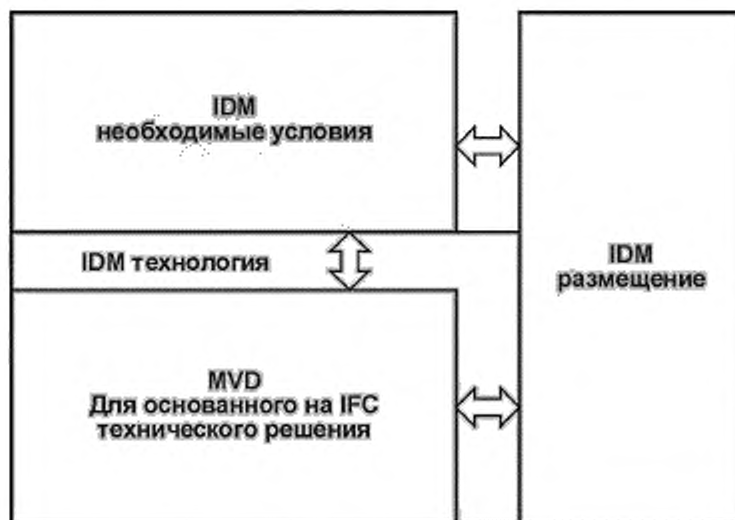 IDM
необходимые условия
IDM технология
IDM
размещение
MVD
Для основанного на IFC
технического решения